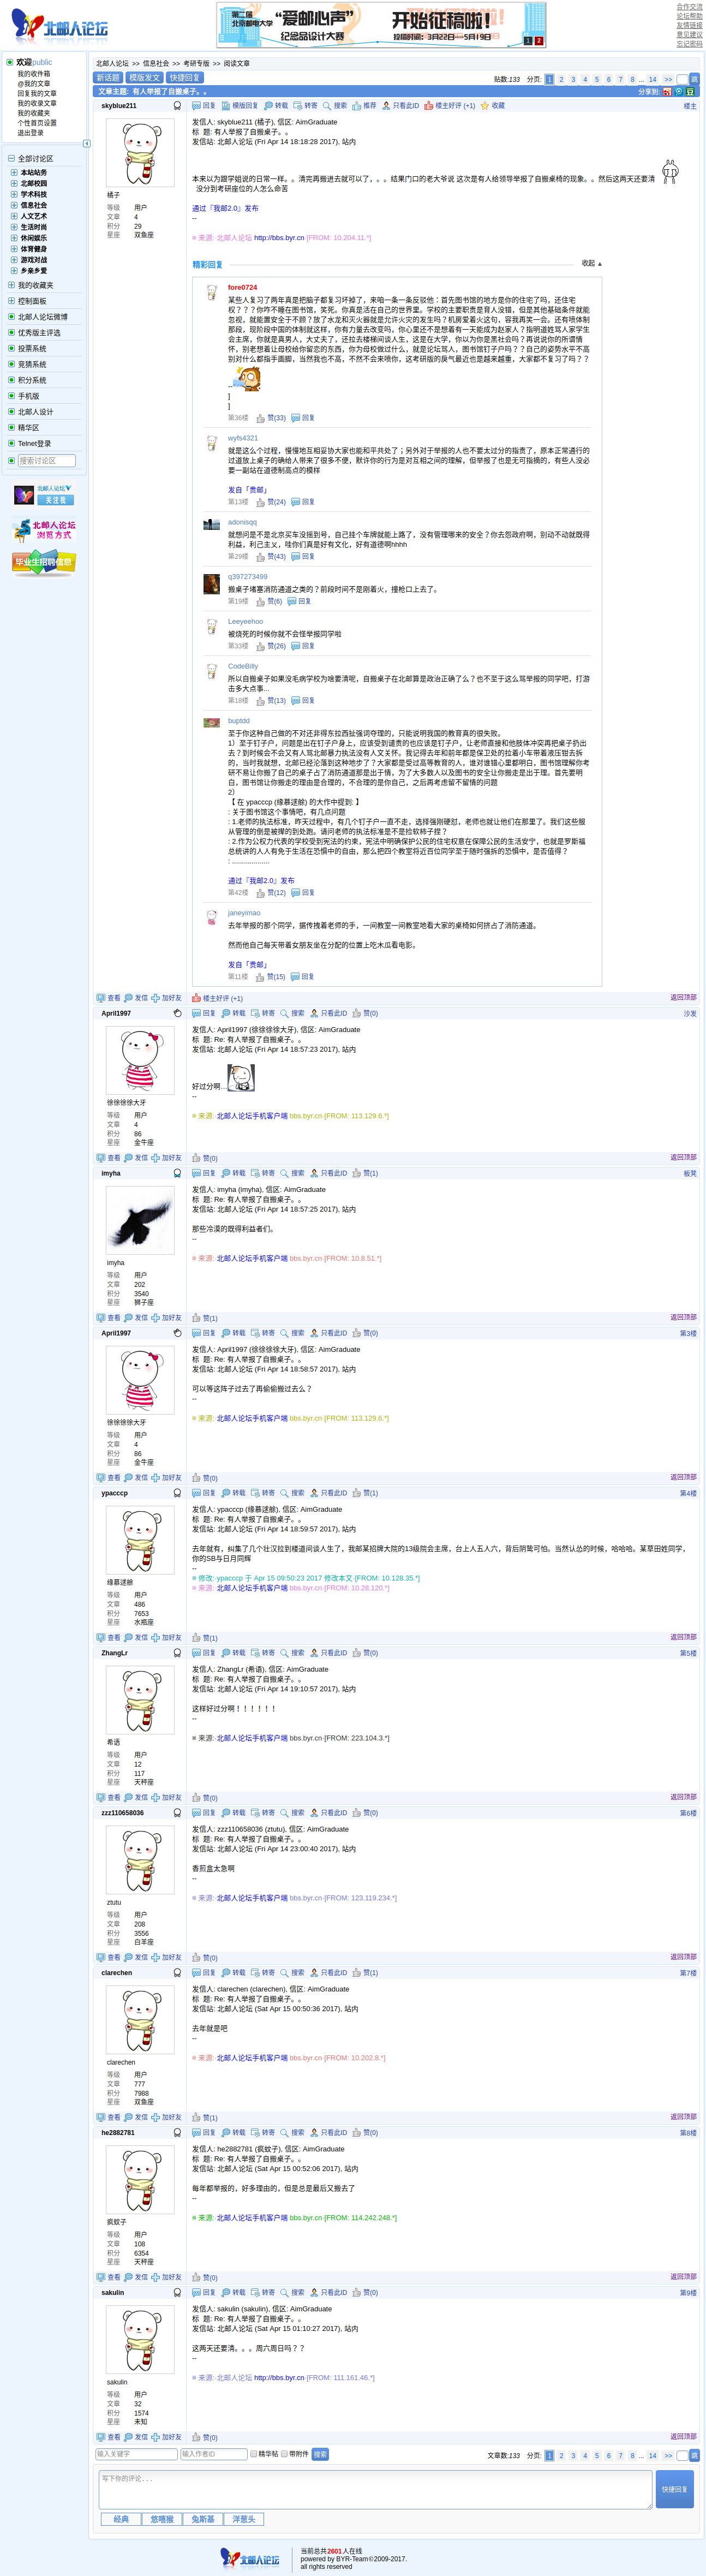 北邮人论坛
第二届
北京邮电大学
“爱邮心声”
纪念品设计大赛
开始征稿啦!
投稿时间: 3月22日—5月19日
1 2
合作交流
论坛帮助
友情链接
意见建议
忘记密码
欢迎public
我的收件箱
@我的文章
回复我的文章
我的收录文章
我的收藏夹
个性首页设置
退出登录
全部讨论区
本站站务
北邮校园
学术科技
信息社会
人文艺术
生活时尚
休闲娱乐
体育健身
游戏对战
乡亲乡爱
我的收藏夹
控制面板
北邮人论坛微博
优秀版主评选
投票系统
竞猜系统
积分系统
手机版
北邮人设计
精华区
Telnet登录
搜索讨论区
北邮人论坛
关注我
北邮人论坛
浏览方式
毕业生招聘信息
北邮人论坛 >> 信息社会 >> 考研专版 >> 阅读文章
新话题 模版发文 快捷回复
贴数:133 分页: 1 2 3 4 5 6 7 8 ... 14 >> 跳
文章主题: 有人举报了自搬桌子。。
分享到:
skyblue211
回复 模版回复 转载 转寄 搜索 推荐 只看此ID 楼主好评 (+1) 收藏 楼主
橘子
等级 用户
文章 4
积分 29
星座 双鱼座
发信人: skyblue211 (橘子), 信区: AimGraduate
标  题: 有人举报了自搬桌子。。
发信站: 北邮人论坛 (Fri Apr 14 18:18:28 2017), 站内
本来以为跟学姐说的日常一样。。清完再搬进去就可以了，。。结果门口的老大爷说 这次是有人给领导举报了自搬桌椅的现象。。然后这两天还要清
没分到考研座位的人怎么命苦
通过『我邮2.0』发布
--
※ 来源:·北邮人论坛 http://bbs.byr.cn·[FROM: 10.204.11.*]
精彩回复 收起 ▲
fore0724
某些人复习了两年真是把脑子都复习坏掉了，来咱一条一条反驳他：首先图书馆的地方是你的住宅了吗，还住宅权？？？你咋不睡在图书馆，笑死。你真是活在自己的世界里。学校的主要职责是育人没错，但是其他基础条件就能忽视，就能置安全于不顾？放了水龙和灭火器就是允许火灾的发生吗？机房鳖着火这句，容我再笑一会。还有喷体制那段，现阶段中国的体制就这样，你有力量去改变吗，你心里还不是想着有一天能成为赵家人？指明道姓骂人家学生会主席，你就是真男人，大丈夫了，还拉去楼梯间谈人生，这是在大学，你以为你是黑社会吗？再说说你的所谓情怀，别老想着让母校给你留恋的东西，你为母校做过什么，就是论坛骂人，图书馆钉子户吗？？自己的姿势水平不高别对什么都指手画脚，当然我也不高，不然不会来喷你，这考研版的戾气最近也是越来越重，大家都不复习了吗？？
--
]
]
第36楼 赞(33) 回复
wyfs4321
就是这么个过程，慢慢地互相妥协大家也能和平共处了；另外对于举报的人也不要太过分的指责了，原本正常通行的过道放上桌子的确给人带来了很多不便，默许你的行为是对互相之间的理解，但举报了也是无可指摘的，有些人没必要一副站在道德制高点的模样
发自「贵邮」
第13楼 赞(24) 回复
adonisqq
就想问是不是北京买车没摇到号，自己挂个车牌就能上路了，没有管理哪来的安全？你去怨政府啊，别动不动就既得利益，利己主义，哇你们真是好有文化，好有道德啊hhhh
第29楼 赞(43) 回复
q397273499
搬桌子堵塞消防通道之类的？前段时间不是刚着火，撞枪口上去了。
第19楼 赞(6) 回复
Leeyeehoo
被烧死的时候你就不会怪举报同学啦
第33楼 赞(26) 回复
CodeBilly
所以自搬桌子如果没毛病学校为啥要清呢，自搬桌子在北邮算是政治正确了么？也不至于这么骂举报的同学吧，打游击多大点事...
第18楼 赞(13) 回复
buptdd
至于你这种自己做的不对还非得东拉西扯强词夺理的，只能说明我国的教育真的很失败。
1）至于钉子户，问题是出在钉子户身上，应该受到谴责的也应该是钉子户，让老师直接和他肢体冲突再把桌子扔出去？到时候会不会又有人骂北邮暴力执法没有人文关怀。我记得去年和前年都是保卫处的拉着小车带着液压钳去拆的，当时我就想，北邮已经沦落到这种地步了？大家都是受过高等教育的人，谁对谁错心里都明白，图书馆理解你考研不易让你搬了自己的桌子占了消防通道那是出于情，为了大多数人以及图书的安全让你搬走是出于理。首先要明白，图书馆让你搬走的理由是合理的，不合理的是你自己，之后再考虑留不留情的问题
2）
【 在 ypacccp (缘慕逑龤) 的大作中提到: 】
: 关于图书馆这个事情吧，有几点问题
: 1.老师的执法标准，昨天过程中，有几个钉子户一直不走，选择强刚硬怼，老师也就让他们在那里了。我们这些服从管理的倒是被撵的到处跑。请问老师的执法标准是不是捡软柿子捏？
: 2.作为公权力代表的学校受到宪法的约束，宪法中明确保护公民的住宅权意在保障公民的生活安宁，也就是罗斯福总统讲的人人有免于生活在恐惧中的自由，那么把四个教室将近百位同学至于随时强拆的恐惧中，是否值得？
: ...................
通过『我邮2.0』发布
第42楼 赞(12) 回复
janeyimao
去年举报的那个同学，据传拽着老师的手，一间教室一间教室地看大家的桌椅如何挤占了消防通道。
然而他自己每天带着女朋友坐在分配的位置上吃木瓜看电影。
发自「贵邮」
第11楼 赞(15) 回复
查看 发信 加好友 楼主好评 (+1) 返回顶部
April1997
回复 转载 转寄 搜索 只看此ID 赞(0) 沙发
徐徐徐徐大牙
等级 用户
文章 4
积分 86
星座 金牛座
发信人: April1997 (徐徐徐徐大牙), 信区: AimGraduate
标  题: Re: 有人举报了自搬桌子。。
发信站: 北邮人论坛 (Fri Apr 14 18:57:23 2017), 站内
好过分啊...
--
※ 来源:·北邮人论坛手机客户端 bbs.byr.cn·[FROM: 113.129.6.*]
查看 发信 加好友 赞(0) 返回顶部
imyha
回复 转载 转寄 搜索 只看此ID 赞(1) 板凳
imyha
等级 用户
文章 202
积分 3540
星座 狮子座
发信人: imyha (imyha), 信区: AimGraduate
标  题: Re: 有人举报了自搬桌子。。
发信站: 北邮人论坛 (Fri Apr 14 18:57:25 2017), 站内
那些冷漠的既得利益者们。
--
※ 来源:·北邮人论坛手机客户端 bbs.byr.cn·[FROM: 10.8.51.*]
查看 发信 加好友 赞(1) 返回顶部
April1997
回复 转载 转寄 搜索 只看此ID 赞(0) 第3楼
徐徐徐徐大牙
等级 用户
文章 4
积分 86
星座 金牛座
发信人: April1997 (徐徐徐徐大牙), 信区: AimGraduate
标  题: Re: 有人举报了自搬桌子。。
发信站: 北邮人论坛 (Fri Apr 14 18:58:57 2017), 站内
可以等这阵子过去了再偷偷搬过去么？
--
※ 来源:·北邮人论坛手机客户端 bbs.byr.cn·[FROM: 113.129.6.*]
查看 发信 加好友 赞(0) 返回顶部
ypacccp
回复 转载 转寄 搜索 只看此ID 赞(1) 第4楼
缘慕逑龤
等级 用户
文章 486
积分 7653
星座 水瓶座
发信人: ypacccp (缘慕逑龤), 信区: AimGraduate
标  题: Re: 有人举报了自搬桌子。。
发信站: 北邮人论坛 (Fri Apr 14 18:59:57 2017), 站内
去年就有，纠集了几个壮汉拉到楼道间谈人生了，我邮某招牌大院的13级院会主席，台上人五人六，背后阴骘可怕。当然认怂的时候，哈哈哈。某草田姓同学，你的SB与日月同辉
--
※ 修改:·ypacccp 于 Apr 15 09:50:23 2017 修改本文·[FROM: 10.128.35.*]
※ 来源:·北邮人论坛手机客户端 bbs.byr.cn·[FROM: 10.28.120.*]
查看 发信 加好友 赞(1) 返回顶部
ZhangLr
回复 转载 转寄 搜索 只看此ID 赞(0) 第5楼
希语
等级 用户
文章 12
积分 117
星座 天秤座
发信人: ZhangLr (希语), 信区: AimGraduate
标  题: Re: 有人举报了自搬桌子。。
发信站: 北邮人论坛 (Fri Apr 14 19:10:57 2017), 站内
这样好过分啊！！！！！！
--
※ 来源:·北邮人论坛手机客户端 bbs.byr.cn·[FROM: 223.104.3.*]
查看 发信 加好友 赞(0) 返回顶部
zzz110658036
回复 转载 转寄 搜索 只看此ID 赞(0) 第6楼
ztutu
等级 用户
文章 208
积分 3556
星座 白羊座
发信人: zzz110658036 (ztutu), 信区: AimGraduate
标  题: Re: 有人举报了自搬桌子。。
发信站: 北邮人论坛 (Fri Apr 14 23:00:40 2017), 站内
香煎盒太急啊
--
※ 来源:·北邮人论坛手机客户端 bbs.byr.cn·[FROM: 123.119.234.*]
查看 发信 加好友 赞(0) 返回顶部
clarechen
回复 转载 转寄 搜索 只看此ID 赞(1) 第7楼
clarechen
等级 用户
文章 777
积分 7988
星座 双鱼座
发信人: clarechen (clarechen), 信区: AimGraduate
标  题: Re: 有人举报了自搬桌子。。
发信站: 北邮人论坛 (Sat Apr 15 00:50:36 2017), 站内
去年就是吧
--
※ 来源:·北邮人论坛手机客户端 bbs.byr.cn·[FROM: 10.202.8.*]
查看 发信 加好友 赞(1) 返回顶部
he2882781
回复 转载 转寄 搜索 只看此ID 赞(0) 第8楼
疯蚊子
等级 用户
文章 108
积分 6354
星座 天秤座
发信人: he2882781 (疯蚊子), 信区: AimGraduate
标  题: Re: 有人举报了自搬桌子。。
发信站: 北邮人论坛 (Sat Apr 15 00:52:06 2017), 站内
每年都举报的，好多理由的，但是总是最后又搬去了
--
※ 来源:·北邮人论坛手机客户端 bbs.byr.cn·[FROM: 114.242.248.*]
查看 发信 加好友 赞(0) 返回顶部
sakulin
回复 转载 转寄 搜索 只看此ID 赞(0) 第9楼
sakulin
等级 用户
文章 32
积分 1574
星座 未知
发信人: sakulin (sakulin), 信区: AimGraduate
标  题: Re: 有人举报了自搬桌子。。
发信站: 北邮人论坛 (Sat Apr 15 01:10:27 2017), 站内
这两天还要清。。。周六周日吗？？
--
※ 来源:·北邮人论坛 http://bbs.byr.cn·[FROM: 111.161.46.*]
查看 发信 加好友 赞(0) 返回顶部
输入关键字 输入作者ID 精华帖 带附件 搜索
文章数:133 分页: 1 2 3 4 5 6 7 8 ... 14 >> 跳
写下你的评论...
快捷回复
经典 悠嘻猴 兔斯基 洋葱头
北邮人论坛
当前总共2601人在线
powered by BYR-Team©2009-2017.
all rights reserved